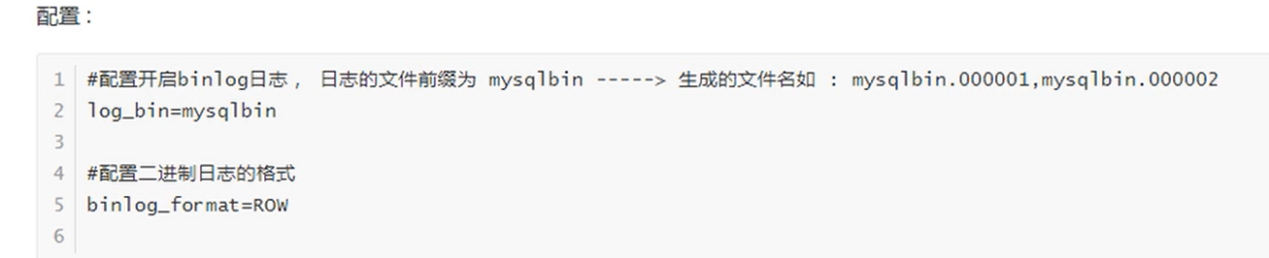 配置：
1 #配置开启binlog日志， 日志的文件前缀为 mysqlbin -----> 生成的文件名如 : mysqlbin.000001,mysqlbin.000002
2 log_bin=mysqlbin
3
4 #配置二进制日志的格式
5 binlog_format=ROW
6